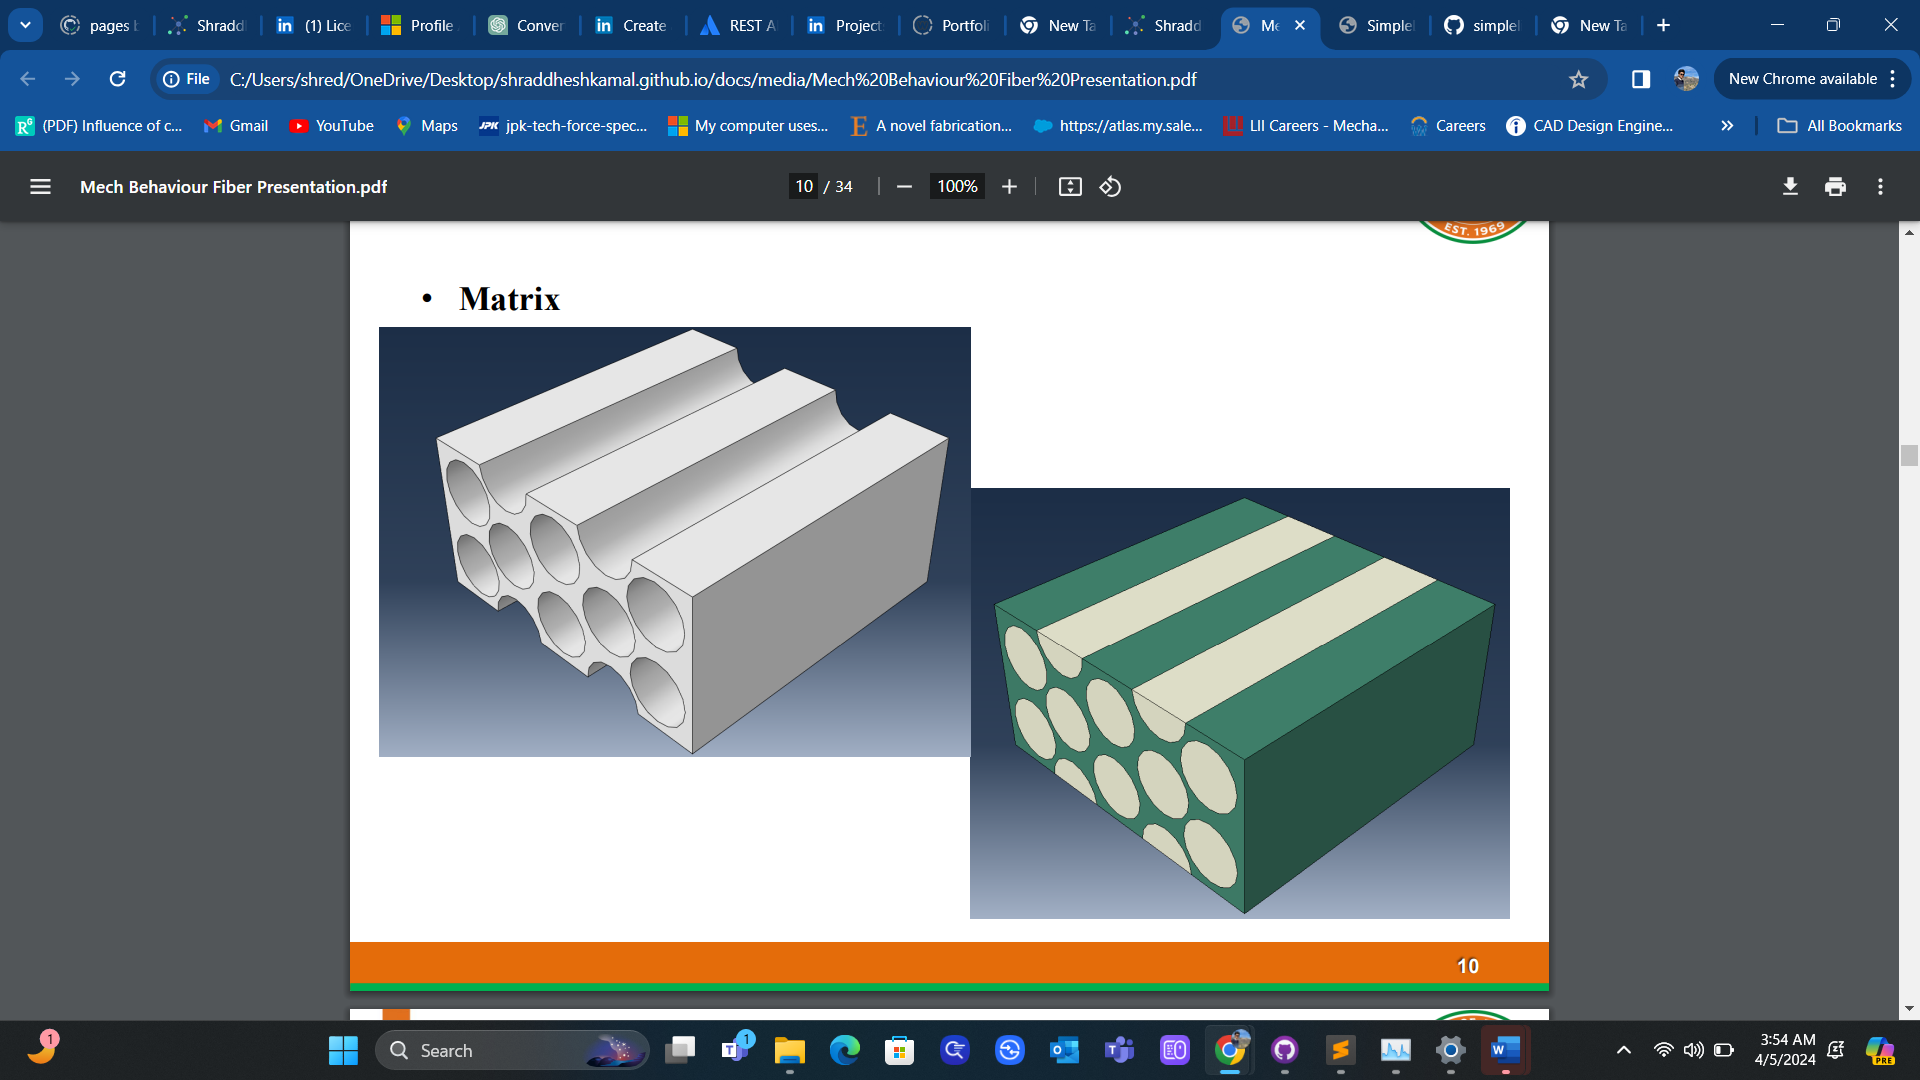 pages
Shradd
(1) Lice
Profile
Conver
Create
REST A
Project
Portfoli
New Ta
Shradd
Me
Simplel
simplel
New Ta
File
C:/Users/shred/OneDrive/Desktop/shraddheshkamal.github.io/docs/media/Mech%20Behaviour%20Fiber%20Presentation.pdf
New Chrome available
(PDF) Influence of c...
Gmail
YouTube
Maps
JPK
jpk-tech-force-spec...
My computer uses...
A novel fabrication...
https://atlas.my.sale...
LII Careers - Mecha...
Careers
CAD Design Engine...
All Bookmarks
Mech Behaviour Fiber Presentation.pdf
10 / 34
100%
EST. 1969
• Matrix
10
1
Search
1
3:54 AM
4/5/2024
PRE